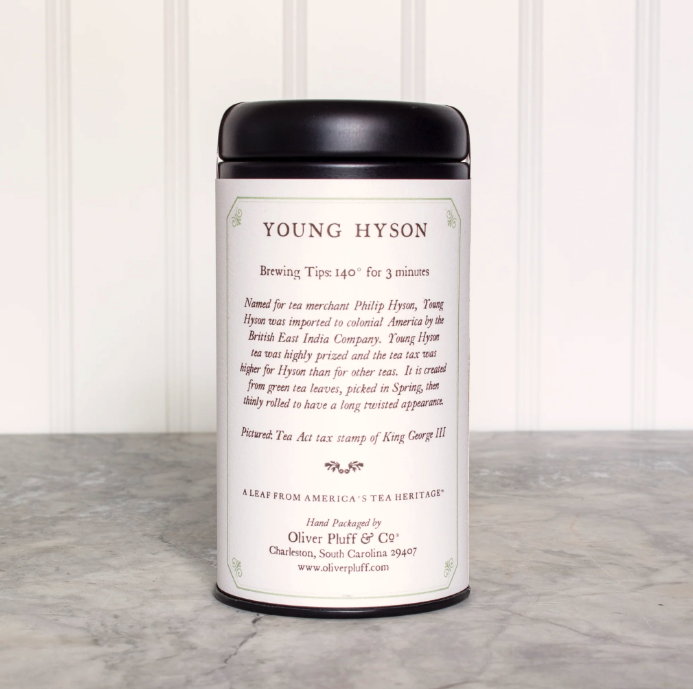 YOUNG HYSON
Brewing Tips: 140° for 3 minutes
Named for tea merchant Philip Hyson, Young
Hyson was imported to colonial America by the
British East India Company. Young Hyson
tea was highly prized and the tea tax was
higher for Hyson than for other teas. It is created
from green tea leaves, picked in Spring, then
thinly rolled to have a long twisted appearance.
Pictured: Tea Act tax stamp of King George III
A LEAF FROM AMERICA'S TEA HERITAGE™
Hand Packaged by
Oliver Pluff & Co®
Charleston, South Carolina 29407
www.oliverpluff.com